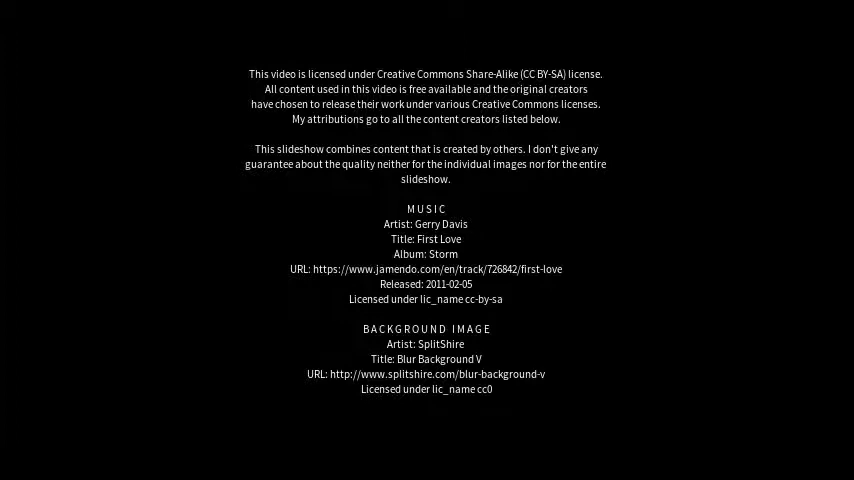 This video is licensed under Creative Commons Share-Alike (CC BY-SA) license.
All content used in this video is free available and the original creators
have chosen to release their work under various Creative Commons licenses.
My attributions go to all the content creators listed below.
This slideshow combines content that is created by others. I don't give any
guarantee about the quality neither for the individual images nor for the entire
slideshow.
MUSIC
Artist: Gerry Davis
Title: First Love
Album: Storm
URL: https://www.jamendo.com/en/track/726842/first-love
Released: 2011-02-05
Licensed under lic_name cc-by-sa
BACKGROUND IMAGE
Artist: SplitShire
Title: Blur Background V
URL: http://www.splitshire.com/blur-background-v
Licensed under lic_name cc0